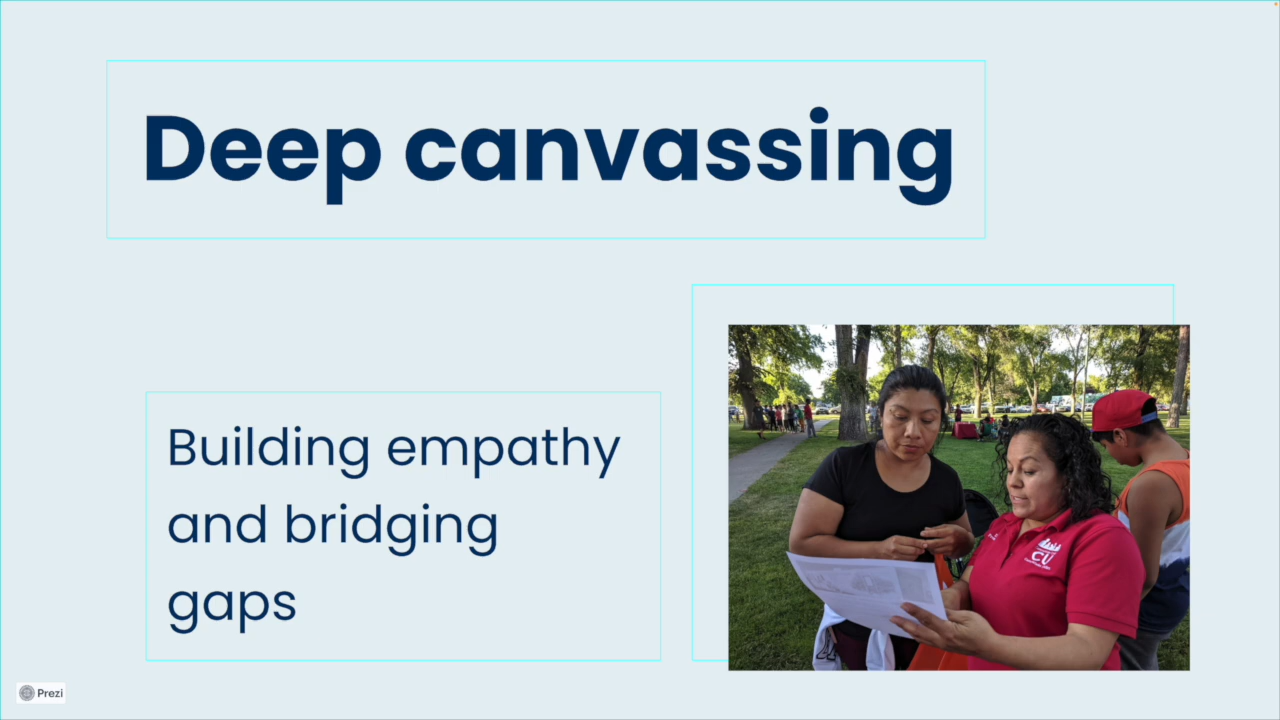 Deep canvassing
Building empathy
and bridging
gaps
CU
Prezi